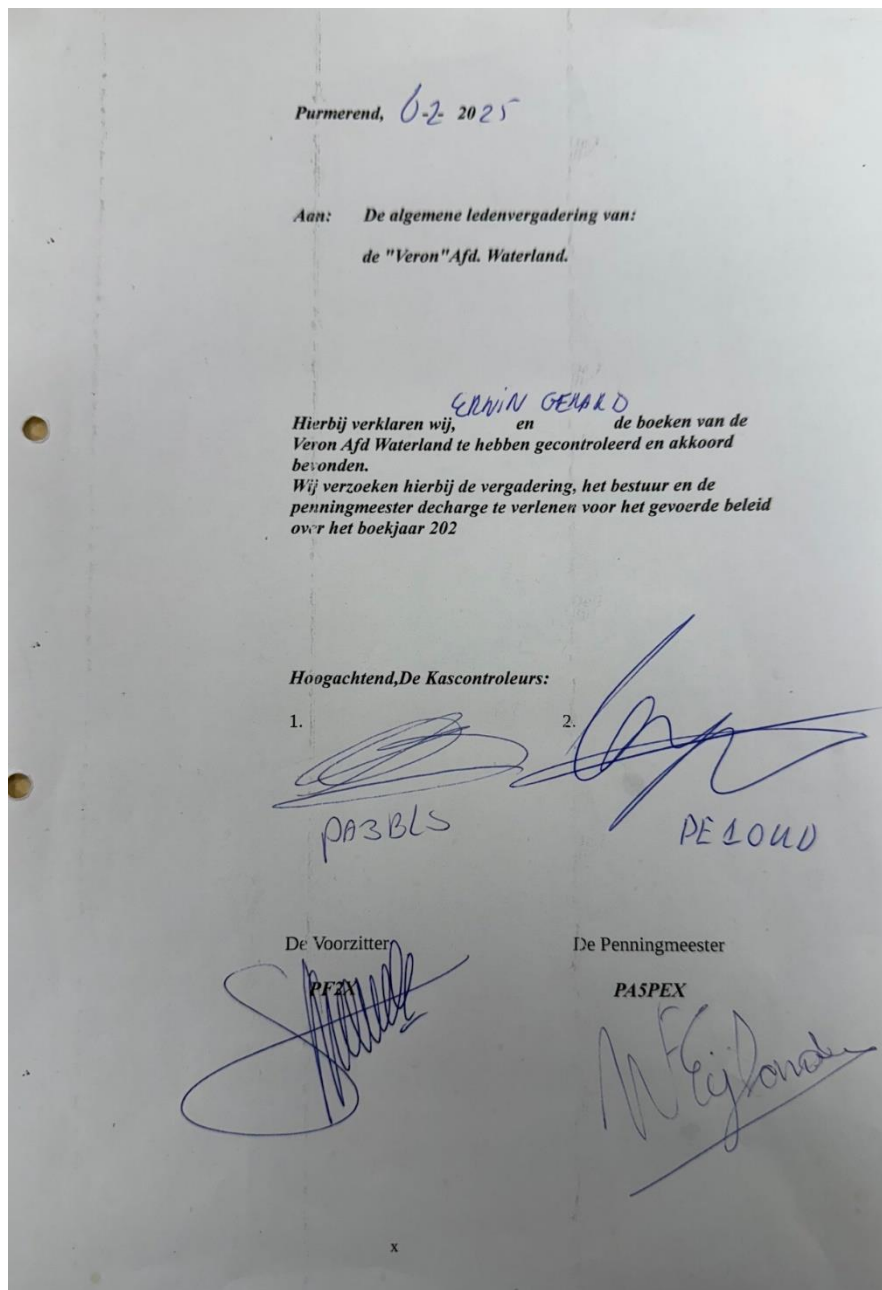 Purmerend, 6-2- 2025
Aan: De algemene ledenvergadering van:
de "Veron"Afd. Waterland.
ERWIN GERARD
Hierbij verklaren wij, en de boeken van de
Veron Afd Waterland te hebben gecontroleerd en akkoord
bevonden.
Wij verzoeken hierbij de vergadering, het bestuur en de
penningmeester decharge te verlenen voor het gevoerde beleid
over het boekjaar 202
Hoogachtend,De Kascontroleurs:
1. 2.
PA3BLS PE1OUD
De Voorzitter De Penningmeester
PF2X PA5PEX
x